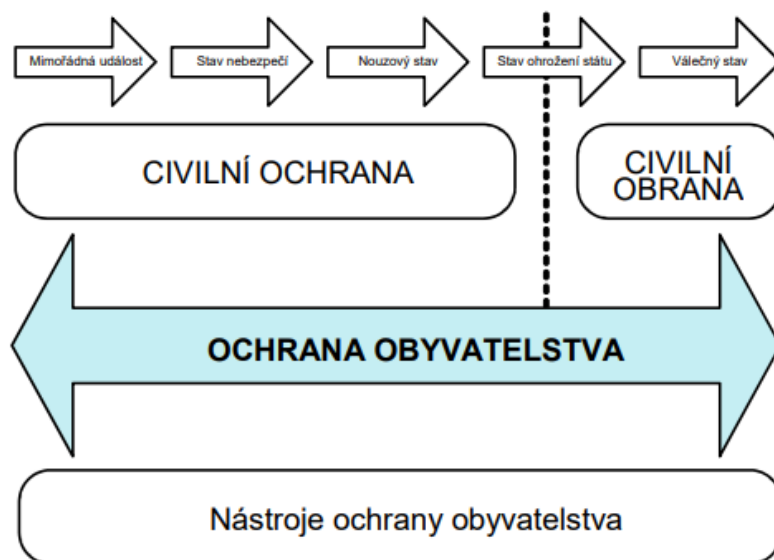 Mimořádná událost
Stav nebezpečí
Nouzový stav
Stav ohrožení státu
Válečný stav
CIVILNÍ OCHRANA
CIVILNÍ
OBRANA
OCHRANA OBYVATELSTVA
Nástroje ochrany obyvatelstva